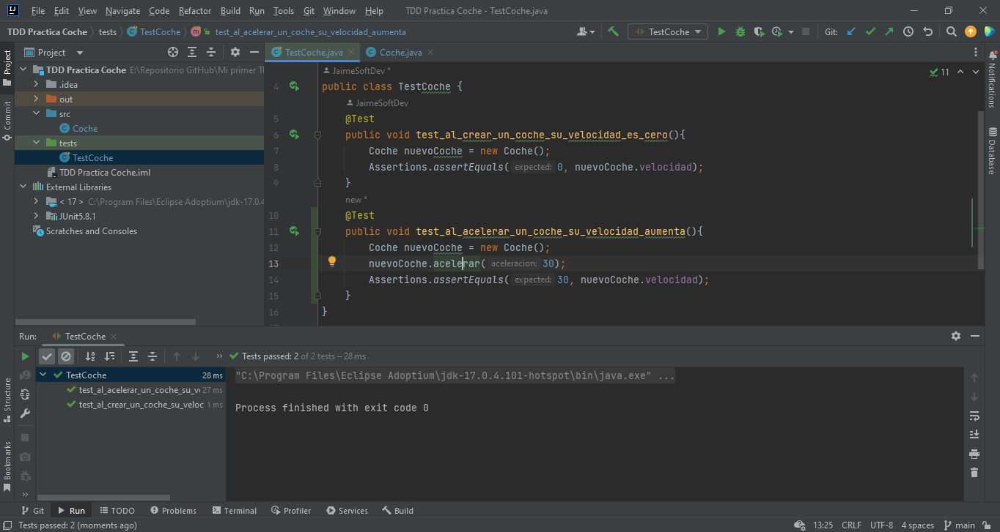 File Edit View Navigate Code Refactor Build Run Tools Git Window Help TDD Practica Coche - TestCoche.java
TDD Practica Coche tests TestCoche m test_al_acelerar_un_coche_su_velocidad_aumenta TestCoche Git:
Project TestCoche.java Coche.java
TDD Practica Coche E:\Repositorio GitHub\Mi primer
.idea
out
src
Coche
tests
TestCoche
TDD Practica Coche.iml
External Libraries
< 17 > C:\Program Files\Eclipse Adoptium\jdk-17.0.4
JUnit5.8.1
Scratches and Consoles
JaimeSoftDev *
11
4 public class TestCoche {
JaimeSoftDev
5 @Test
6 public void test_al_crear_un_coche_su_velocidad_es_cero(){
7 Coche nuevoCoche = new Coche();
8 Assertions.assertEquals( expected: 0, nuevoCoche.velocidad);
9 }
new *
10 @Test
11 public void test_al_acelerar_un_coche_su_velocidad_aumenta(){
12 Coche nuevoCoche = new Coche();
13 nuevoCoche.acelerar( aceleracion: 30);
14 Assertions.assertEquals( expected: 30, nuevoCoche.velocidad);
15 }
16 }
Project
Commit
Structure
Bookmarks
Notifications
Database
Run: TestCoche
Tests passed: 2 of 2 tests – 28 ms
TestCoche 28 ms
test_al_acelerar_un_coche_su_v 27 ms
test_al_crear_un_coche_su_veloc 1 ms
"C:\Program Files\Eclipse Adoptium\jdk-17.0.4.101-hotspot\bin\java.exe" ...
Process finished with exit code 0
Git Run TODO Problems Terminal Profiler Services Build
Tests passed: 2 (moments ago) 13:25 CRLF UTF-8 4 spaces main